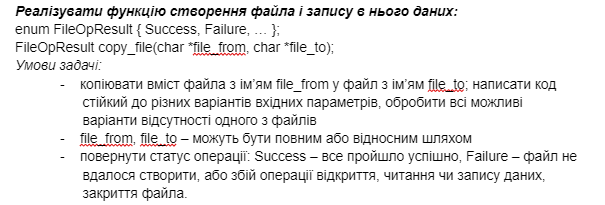 Реалізувати функцію створення файла і запису в нього даних:
enum FileOpResult { Success, Failure, … };
FileOpResult copy_file(char *file_from, char *file_to);
Умови задачі:
- копіювати вміст файла з ім’ям file_from у файл з ім’ям file_to; написати код
стійкий до різних варіантів вхідних параметрів, обробити всі можливі
варіанти відсутності одного з файлів
- file_from, file_to – можуть бути повним або відносним шляхом
- повернути статус операції: Success – все пройшло успішно, Failure – файл не
вдалося створити, або збій операції відкриття, читання чи запису даних,
закриття файла.